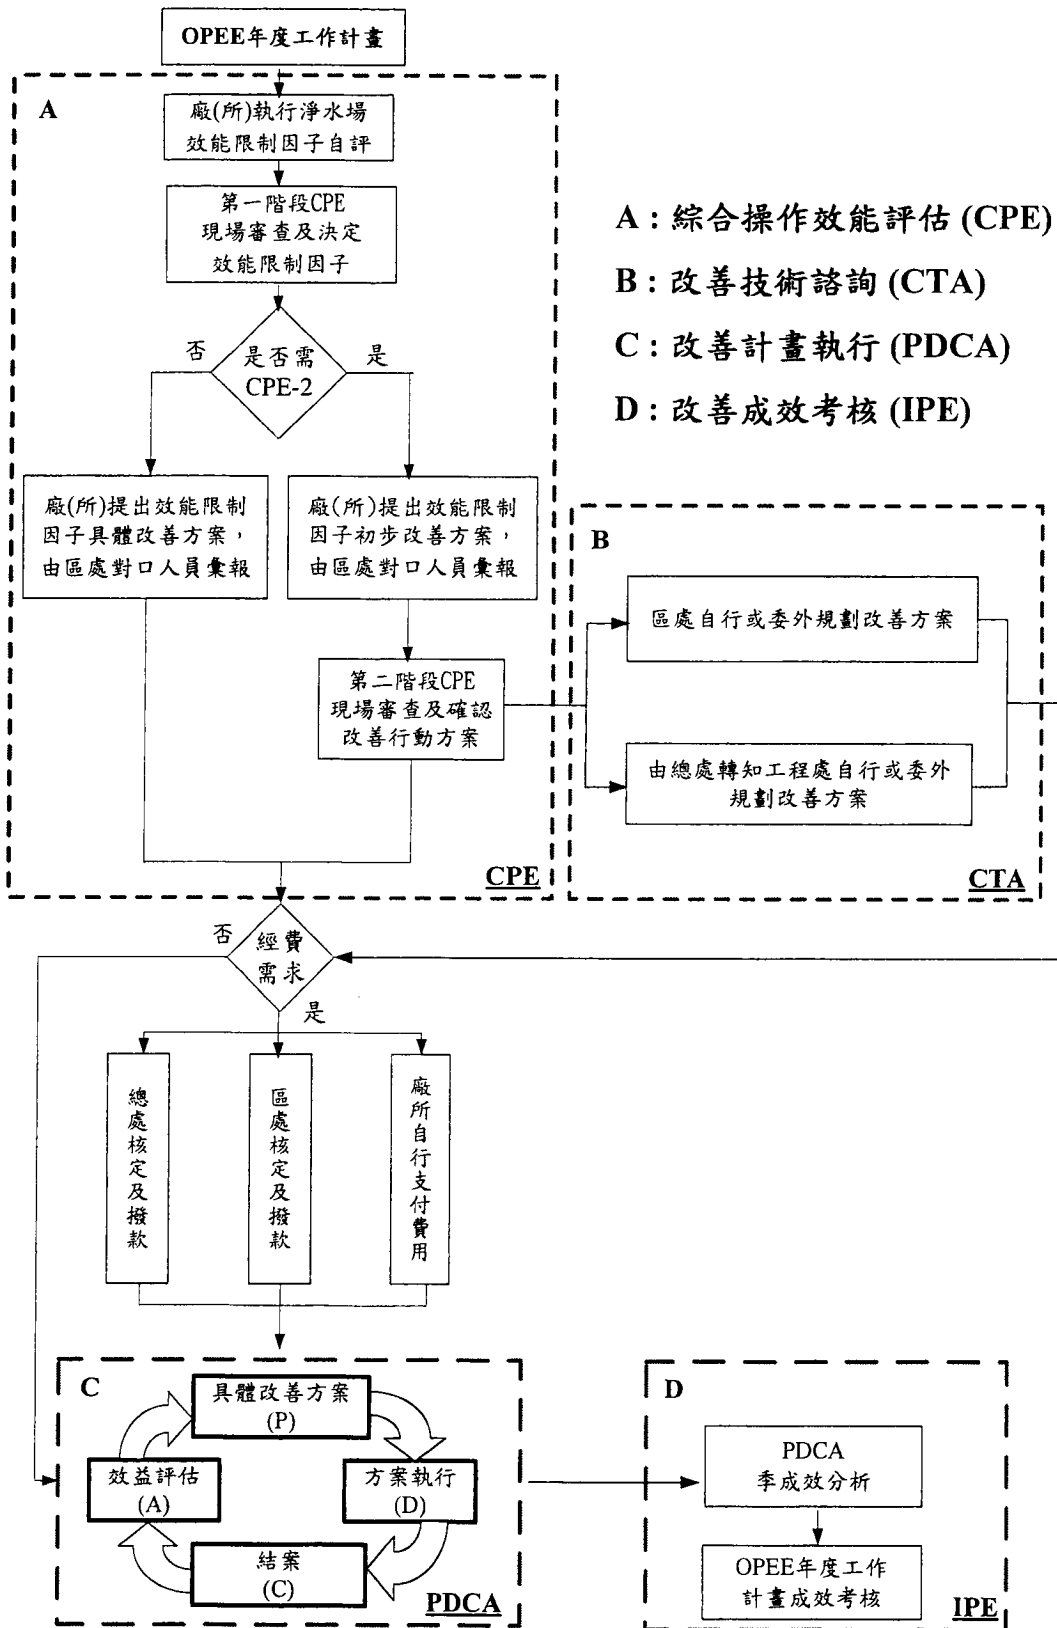 OPEE年度工作計畫
A
廠(所)執行淨水場
效能限制因子自評
第一階段CPE
現場審查及決定
效能限制因子
A：綜合操作效能評估 (CPE)
B：改善技術諮詢 (CTA)
C：改善計畫執行 (PDCA)
D：改善成效考核 (IPE)
否
是否需
CPE-2
是
廠(所)提出效能限制
因子具體改善方案，
由區處對口人員彙報
廠(所)提出效能限制
因子初步改善方案，
由區處對口人員彙報
第二階段CPE
現場審查及確認
改善行動方案
CPE
B
區處自行或委外規劃改善方案
由總處轉知工程處自行或委外
規劃改善方案
CTA
否
經費
需求
是
總處核定及撥款
區處核定及撥款
廠所自行支付費用
C
具體改善方案
(P)
效益評估
(A)
方案執行
(D)
結案
(C)
PDCA
D
PDCA
季成效分析
OPEE年度工作
計畫成效考核
IPE